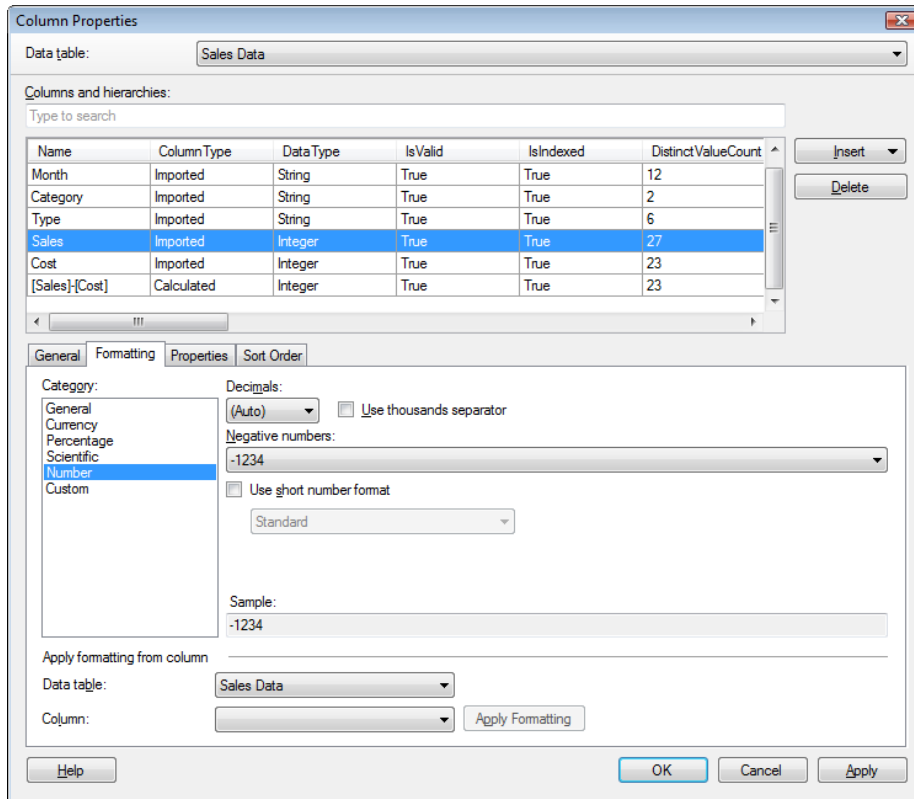 Column Properties
Data table: Sales Data
Columns and hierarchies:
Type to search
Name ColumnType DataType IsValid IsIndexed DistinctValueCount
Month Imported String True True 12
Category Imported String True True 2
Type Imported String True True 6
Sales Imported Integer True True 27
Cost Imported Integer True True 23
[Sales]-[Cost] Calculated Integer True True 23
Insert
Delete
General Formatting Properties Sort Order
Category:
General
Currency
Percentage
Scientific
Number
Custom
Decimals:
(Auto) Use thousands separator
Negative numbers:
-1234
Use short number format
Standard
Sample:
-1234
Apply formatting from column
Data table: Sales Data
Column: Apply Formatting
Help OK Cancel Apply